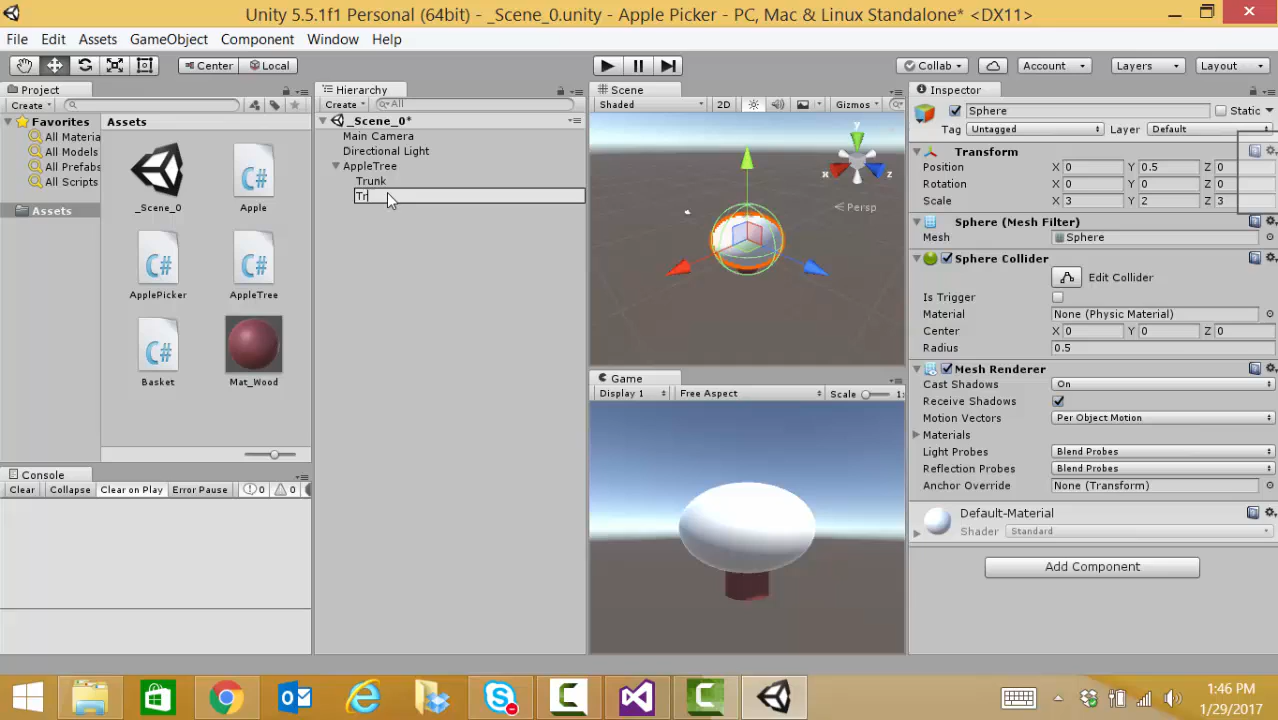 Unity 5.5.1f1 Personal (64bit) - _Scene_0.unity - Apple Picker - PC, Mac & Linux Standalone* <DX11>
File Edit Assets GameObject Component Window Help
Center Local Collab Account Layers Layout
Project Hierarchy Scene Inspector
Create Create All Shaded 2D Gizmos
Favorites
All Materia
All Models
All Prefabs
All Scripts
Assets
Assets
_Scene_0
Apple
ApplePicker
AppleTree
Basket
Mat_Wood
_Scene_0*
Main Camera
Directional Light
AppleTree
Trunk
Tr
y
x
z
Persp
Sphere Static
Tag Untagged Layer Default
Transform
Position X 0 Y 0.5 Z 0
Rotation X 0 Y 0 Z 0
Scale X 3 Y 2 Z 3
Sphere (Mesh Filter)
Mesh Sphere
Sphere Collider
Edit Collider
Is Trigger
Material None (Physic Material)
Center X 0 Y 0 Z 0
Radius 0.5
Mesh Renderer
Cast Shadows On
Receive Shadows
Motion Vectors Per Object Motion
Materials
Light Probes Blend Probes
Reflection Probes Blend Probes
Anchor Override None (Transform)
Default-Material
Shader Standard
Add Component
Game
Display 1 Free Aspect Scale 1:
Console
Clear Collapse Clear on Play Error Pause 0 0
1:46 PM
1/29/2017